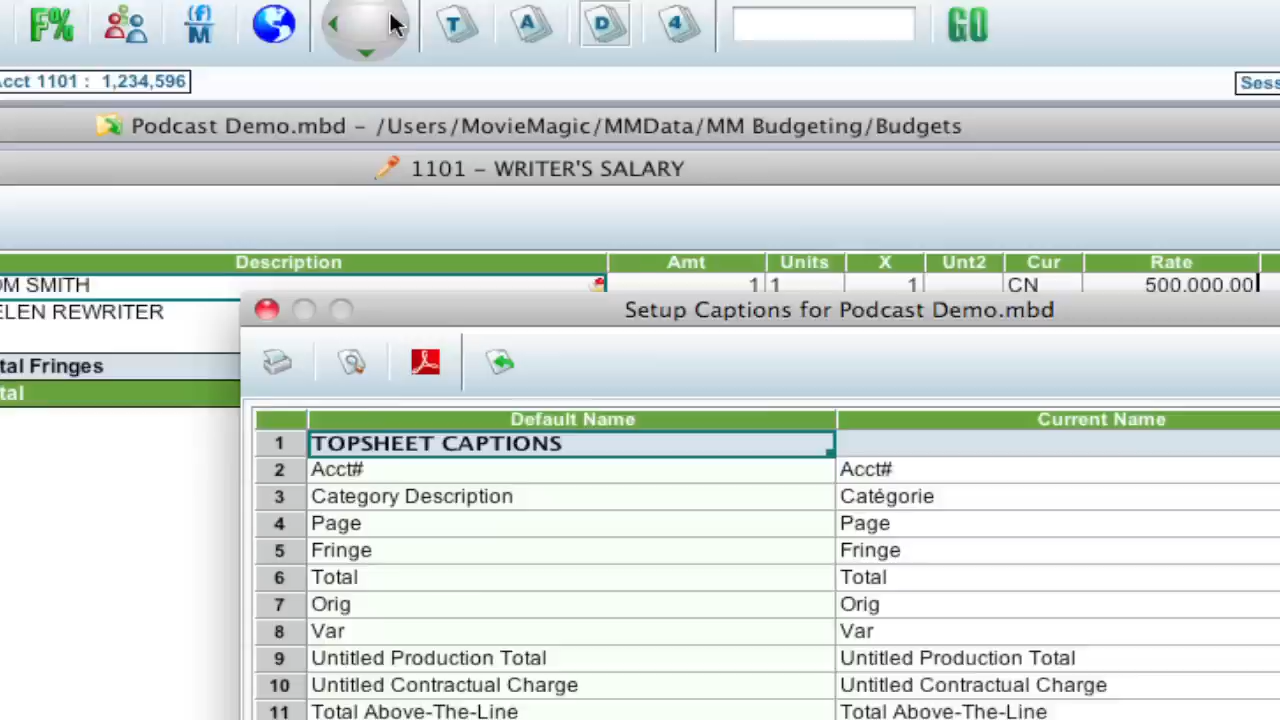 F%
f
M
T A D 4 GO
cct 1101 : 1,234,596
Sess
Podcast Demo.mbd – /Users/MovieMagic/MMData/MM Budgeting/Budgets
1101 – WRITER'S SALARY
Description Amt Units X Unt2 Cur Rate
OM SMITH 1 1 1 CN 500.000.00
ELEN REWRITER
tal Fringes
tal
Setup Captions for Podcast Demo.mbd
Default Name Current Name
1 TOPSHEET CAPTIONS
2 Acct# Acct#
3 Category Description Catégorie
4 Page Page
5 Fringe Fringe
6 Total Total
7 Orig Orig
8 Var Var
9 Untitled Production Total Untitled Production Total
10 Untitled Contractual Charge Untitled Contractual Charge
11 Total Above-The-Line Total Above-The-Line